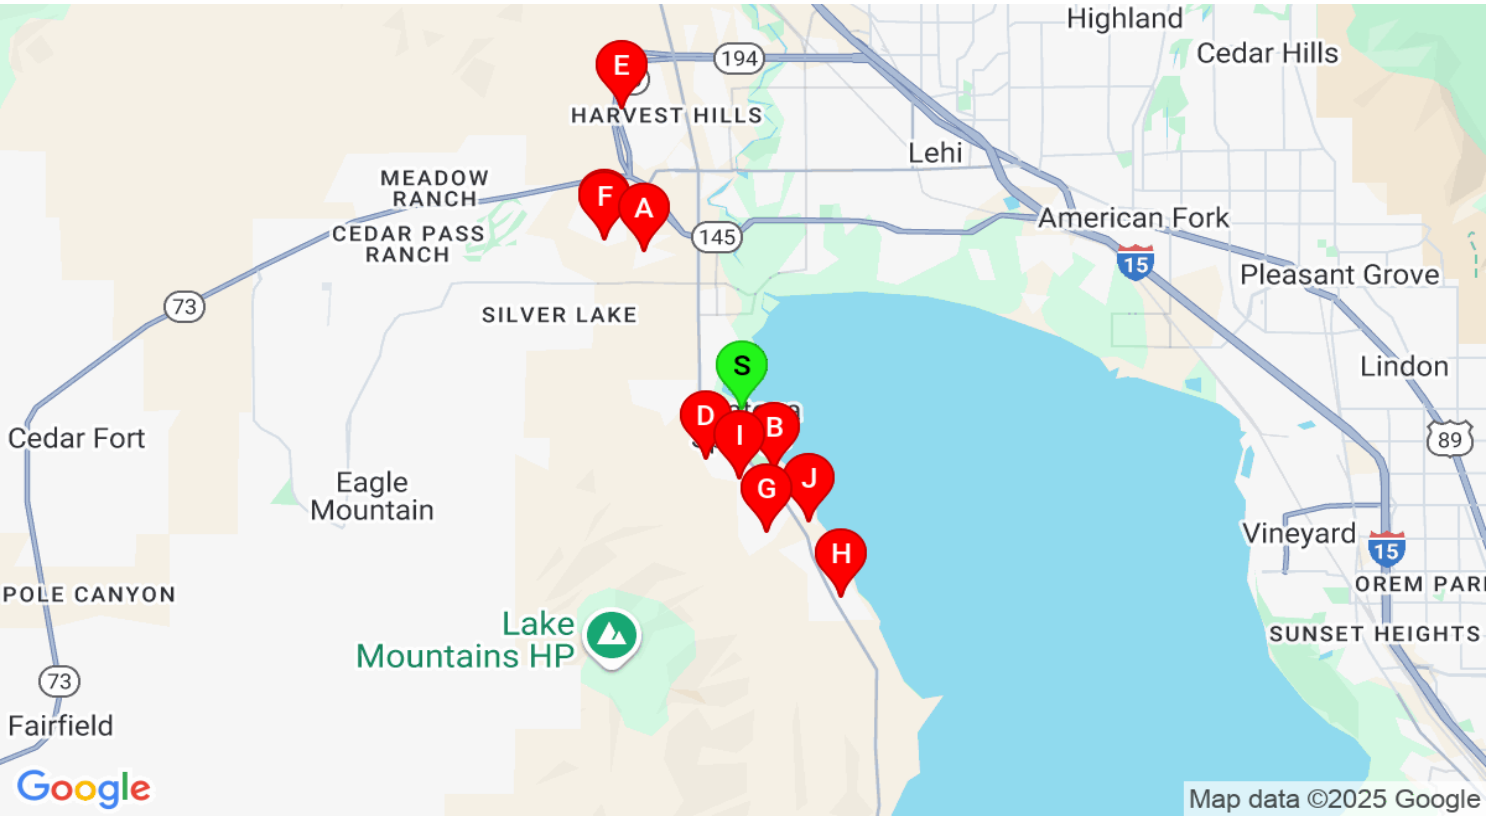 Highland
Cedar Hills
194
E
HARVEST HILLS
Lehi
MEADOW
RANCH
F
A
American Fork
145
CEDAR PASS
RANCH
15
Pleasant Grove
73
SILVER LAKE
S
Lindon
D
I
B
Cedar Fort
89
Eagle
Mountain
G
J
Vineyard
H
15
POLE CANYON
OREM PAR
Lake
Mountains HP
SUNSET HEIGHTS
73
Fairfield
Google
Map data ©2025 Google